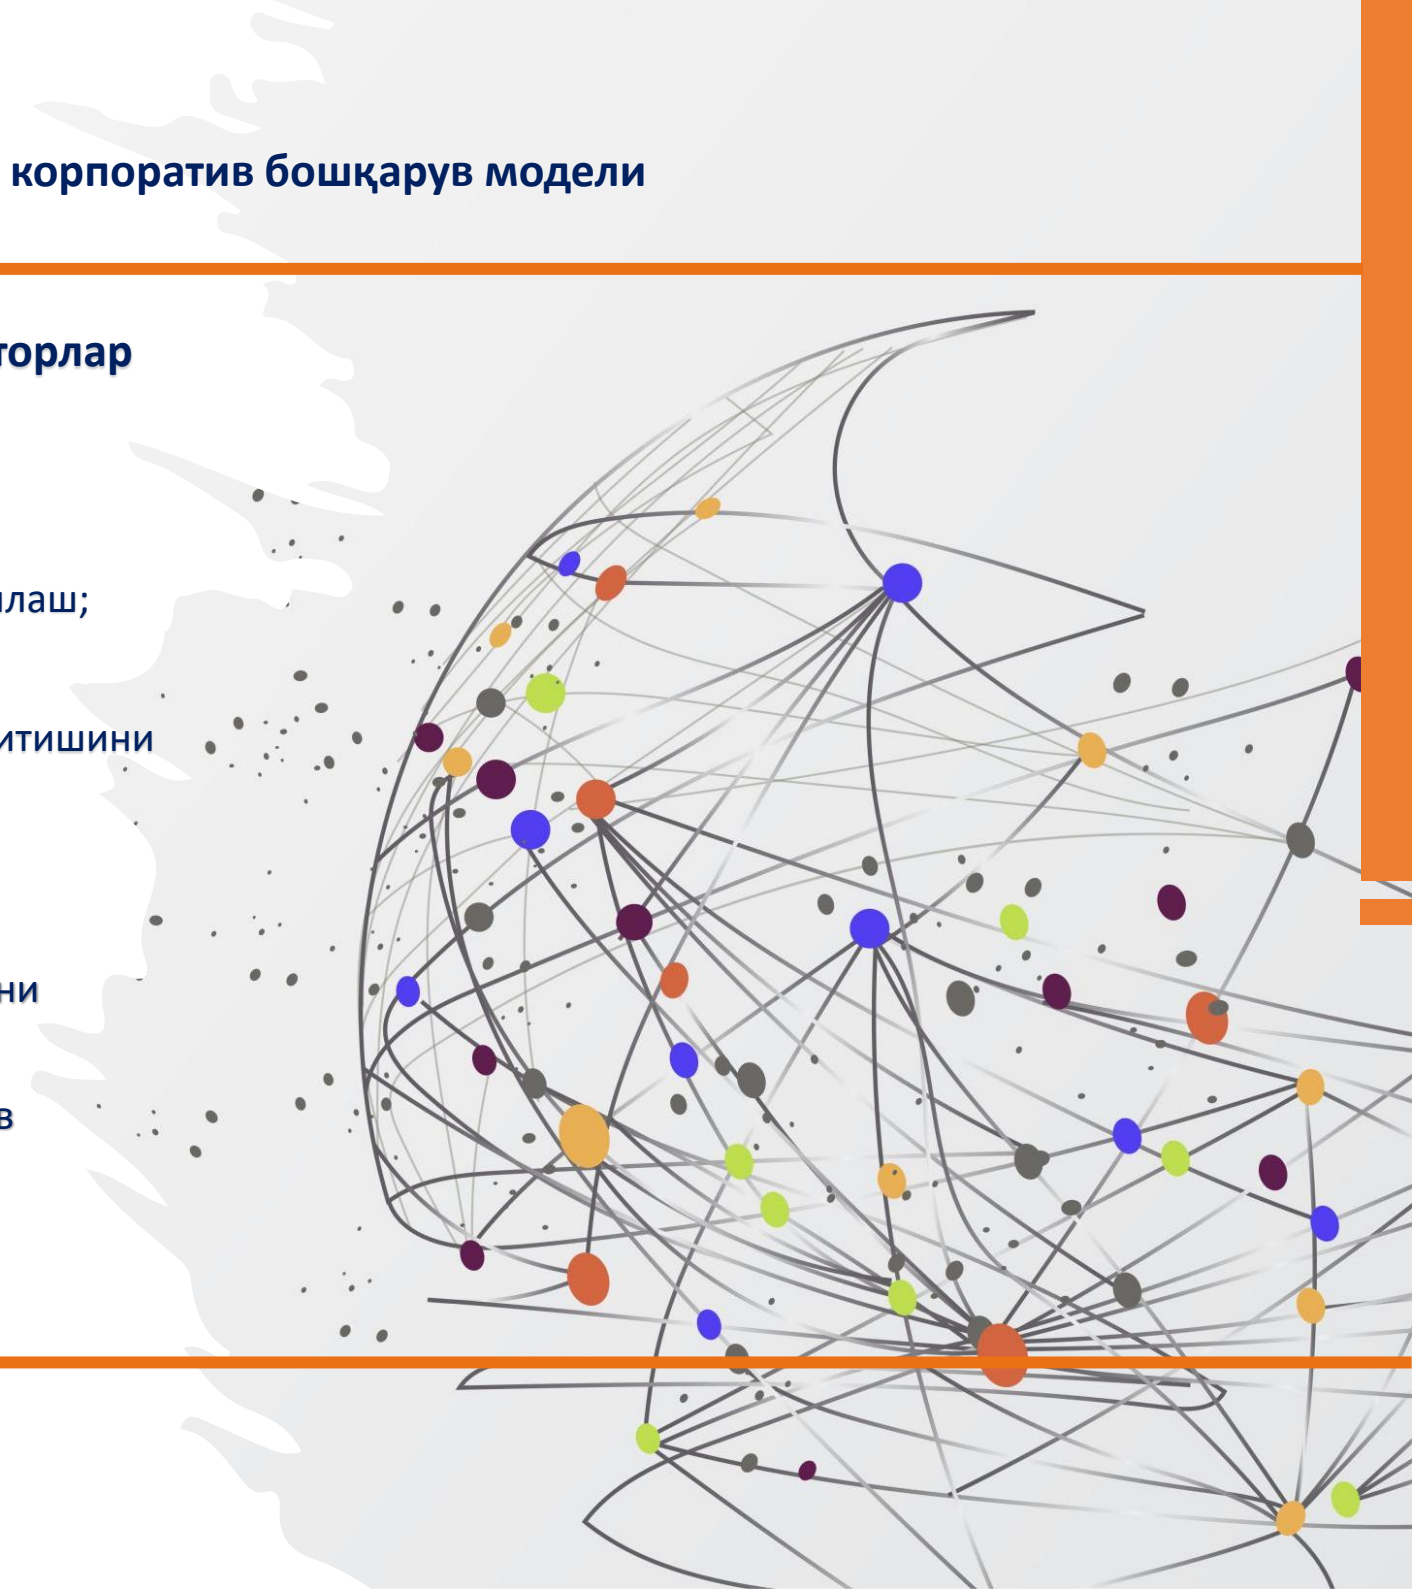 корпоратив бошқарув модели
торлар
лаш;
итишини
ни
в